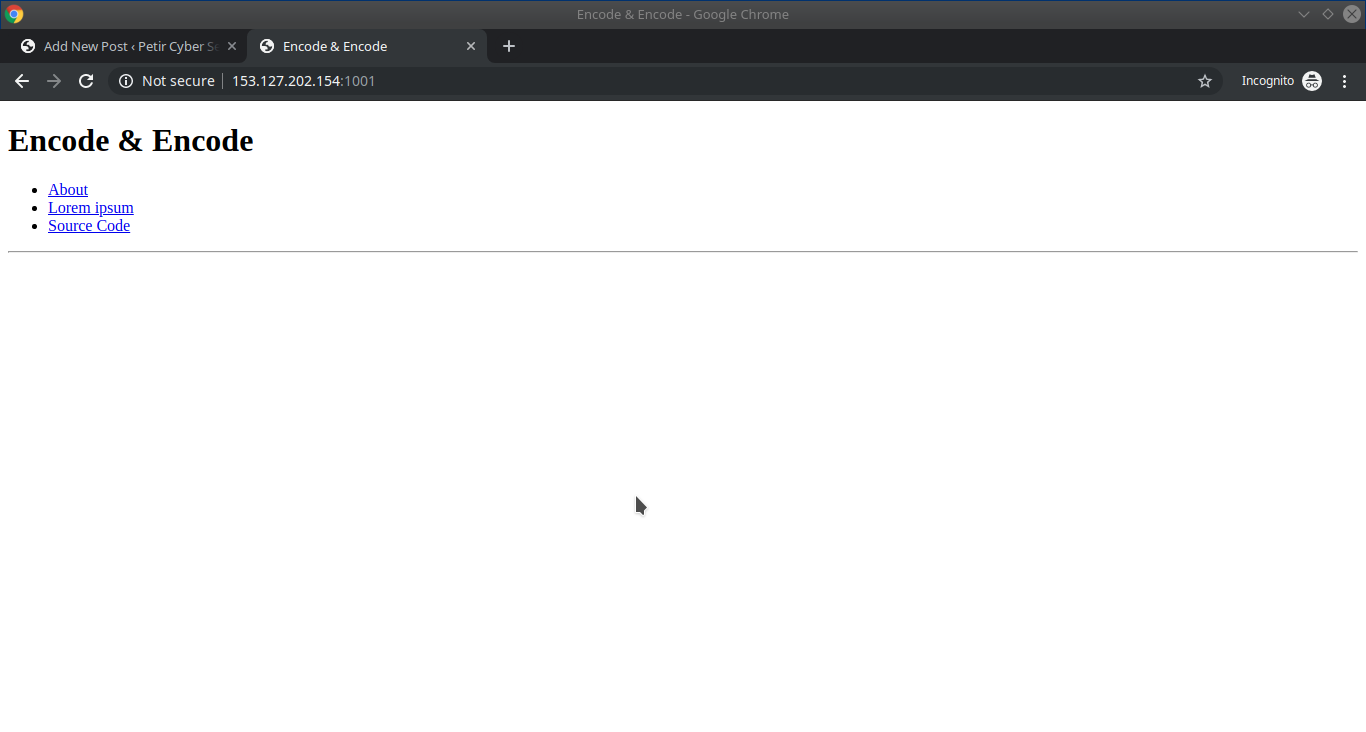 Encode & Encode - Google Chrome
Add New Post ‹ Petir Cyber Se
Encode & Encode
Not secure
153.127.202.154:1001
Incognito
Encode & Encode
About
Lorem ipsum
Source Code